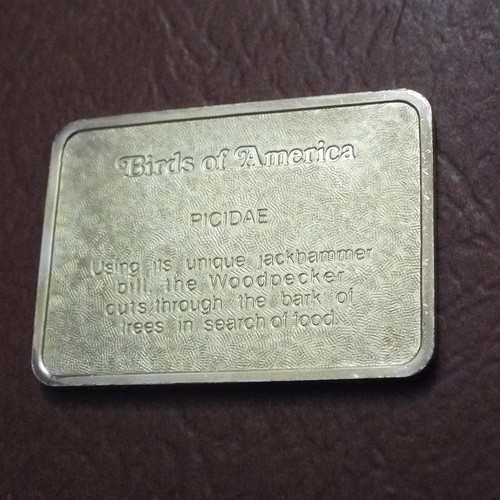 Birds of America
PICIDAE
Using its unique jackhammer
bill, the Woodpecker
cuts through the bark of
trees in search of food.